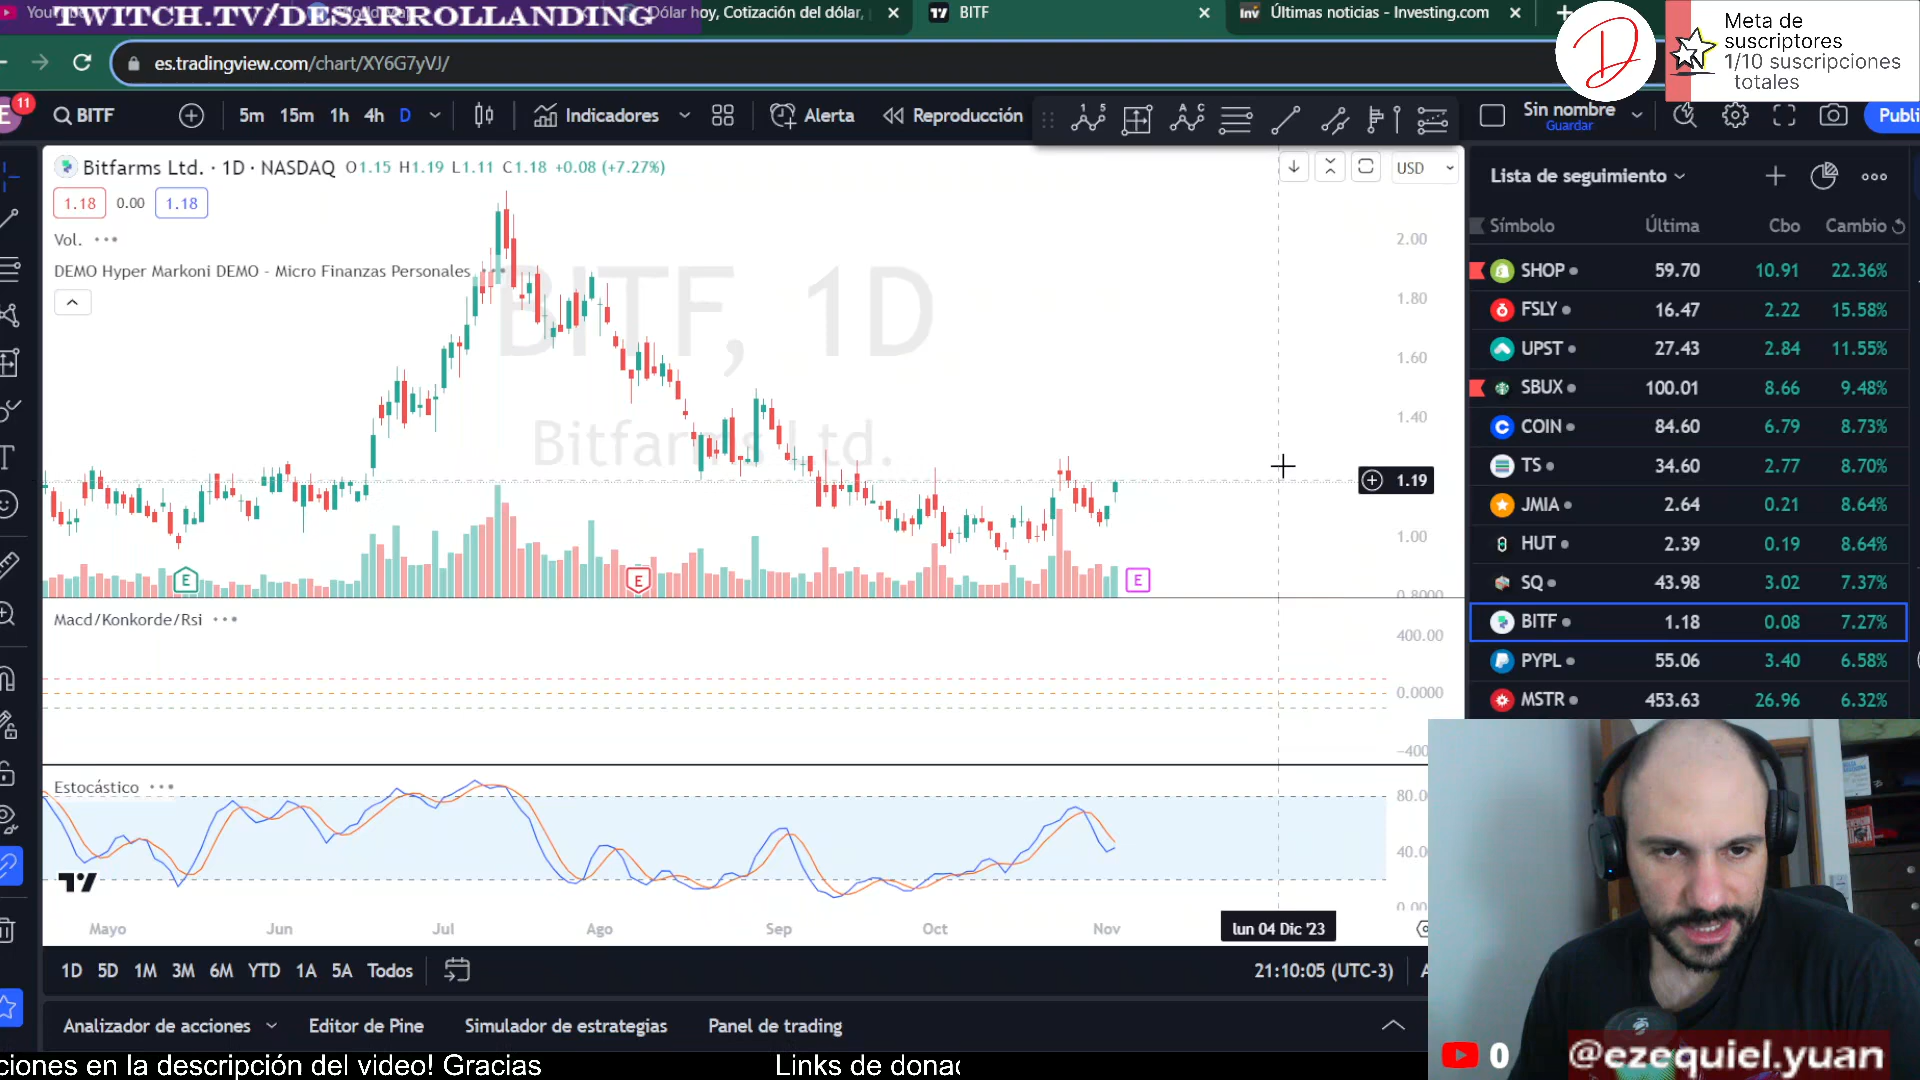 TWITCH.TV/DESARROLLANDING
Dólar hoy, Cotización del dólar,
BITF
Inv
Últimas noticias - Investing.com
es.tradingview.com/chart/XY6G7yVJ/
Meta de
suscriptores
1/10 suscripciones
totales
11
BITF
5m 15m 1h 4h D
Indicadores
Alerta
Reproducción
Sin nombre
Guardar
Publi
Bitfarms Ltd. · 1D · NASDAQ O1.15 H1.19 L1.11 C1.18 +0.08 (+7.27%)
USD
1.18 0.00 1.18
Vol.
DEMO Hyper Markoni DEMO - Micro Finanzas Personales
BITF, 1D
Bitfarms Ltd.
2.00
1.80
1.60
1.40
1.19
1.00
0.8000
E
E
E
Macd/Konkorde/Rsi
400.00
0.0000
-400
Estocástico
80.0
40.0
0.00
Mayo Jun Jul Ago Sep Oct Nov
lun 04 Dic '23
1D 5D 1M 3M 6M YTD 1A 5A Todos
21:10:05 (UTC-3)
Analizador de acciones
Editor de Pine
Simulador de estrategias
Panel de trading
Lista de seguimiento
Símbolo Última Cbo Cambio
SHOP 59.70 10.91 22.36%
FSLY 16.47 2.22 15.58%
UPST 27.43 2.84 11.55%
SBUX 100.01 8.66 9.48%
COIN 84.60 6.79 8.73%
TS 34.60 2.77 8.70%
JMIA 2.64 0.21 8.64%
HUT 2.39 0.19 8.64%
SQ 43.98 3.02 7.37%
BITF 1.18 0.08 7.27%
PYPL 55.06 3.40 6.58%
MSTR 453.63 26.96 6.32%
0
@ezequiel.yuan
ciones en la descripción del video! Gracias
Links de donac